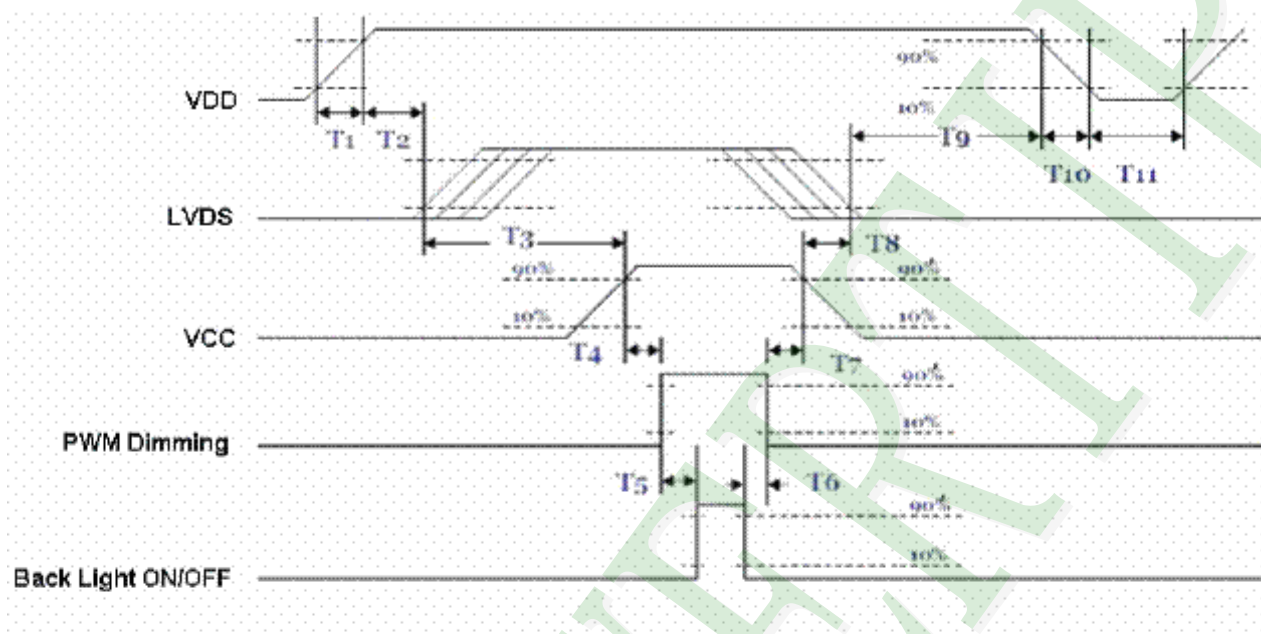 90%
VDD
10%
T1 T2 T9
T10 T11
LVDS
T3 T8
90% 90%
10% 10%
VCC
T4 T7
90%
10%
PWM Dimming
T5 T6
90%
10%
Back Light ON/OFF